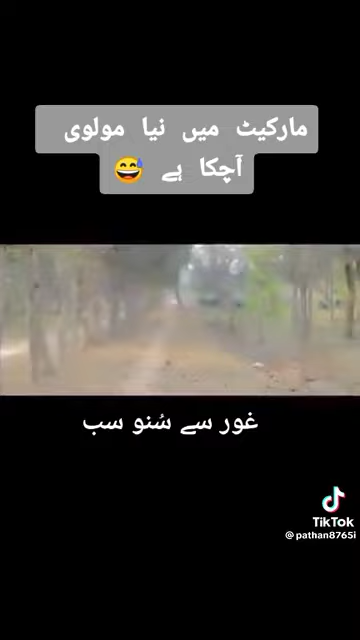 مارکیٹ میں نیا مولوی
آچکا ہے 😅
غور سے سُنو سب
TikTok
@pathan8765i